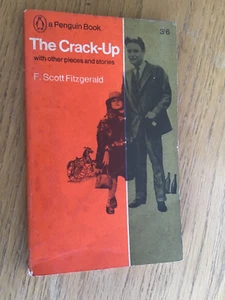 a Penguin Book
3/6
The Crack-Up
with other pieces and stories
F. Scott Fitzgerald